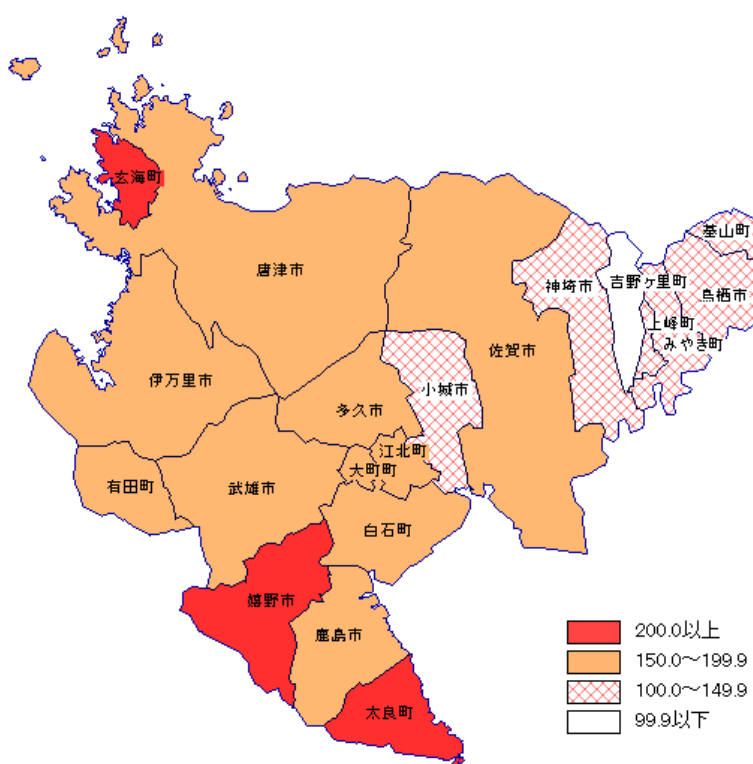 玄海町
基山町
唐津市
神埼市
吉野ヶ里町
鳥栖市
上峰町
みやき町
佐賀市
伊万里市
小城市
多久市
江北町
大町町
有田町
武雄市
白石町
嬉野市
鹿島市
太良町
200.0以上
150.0～199.9
100.0～149.9
99.9以下